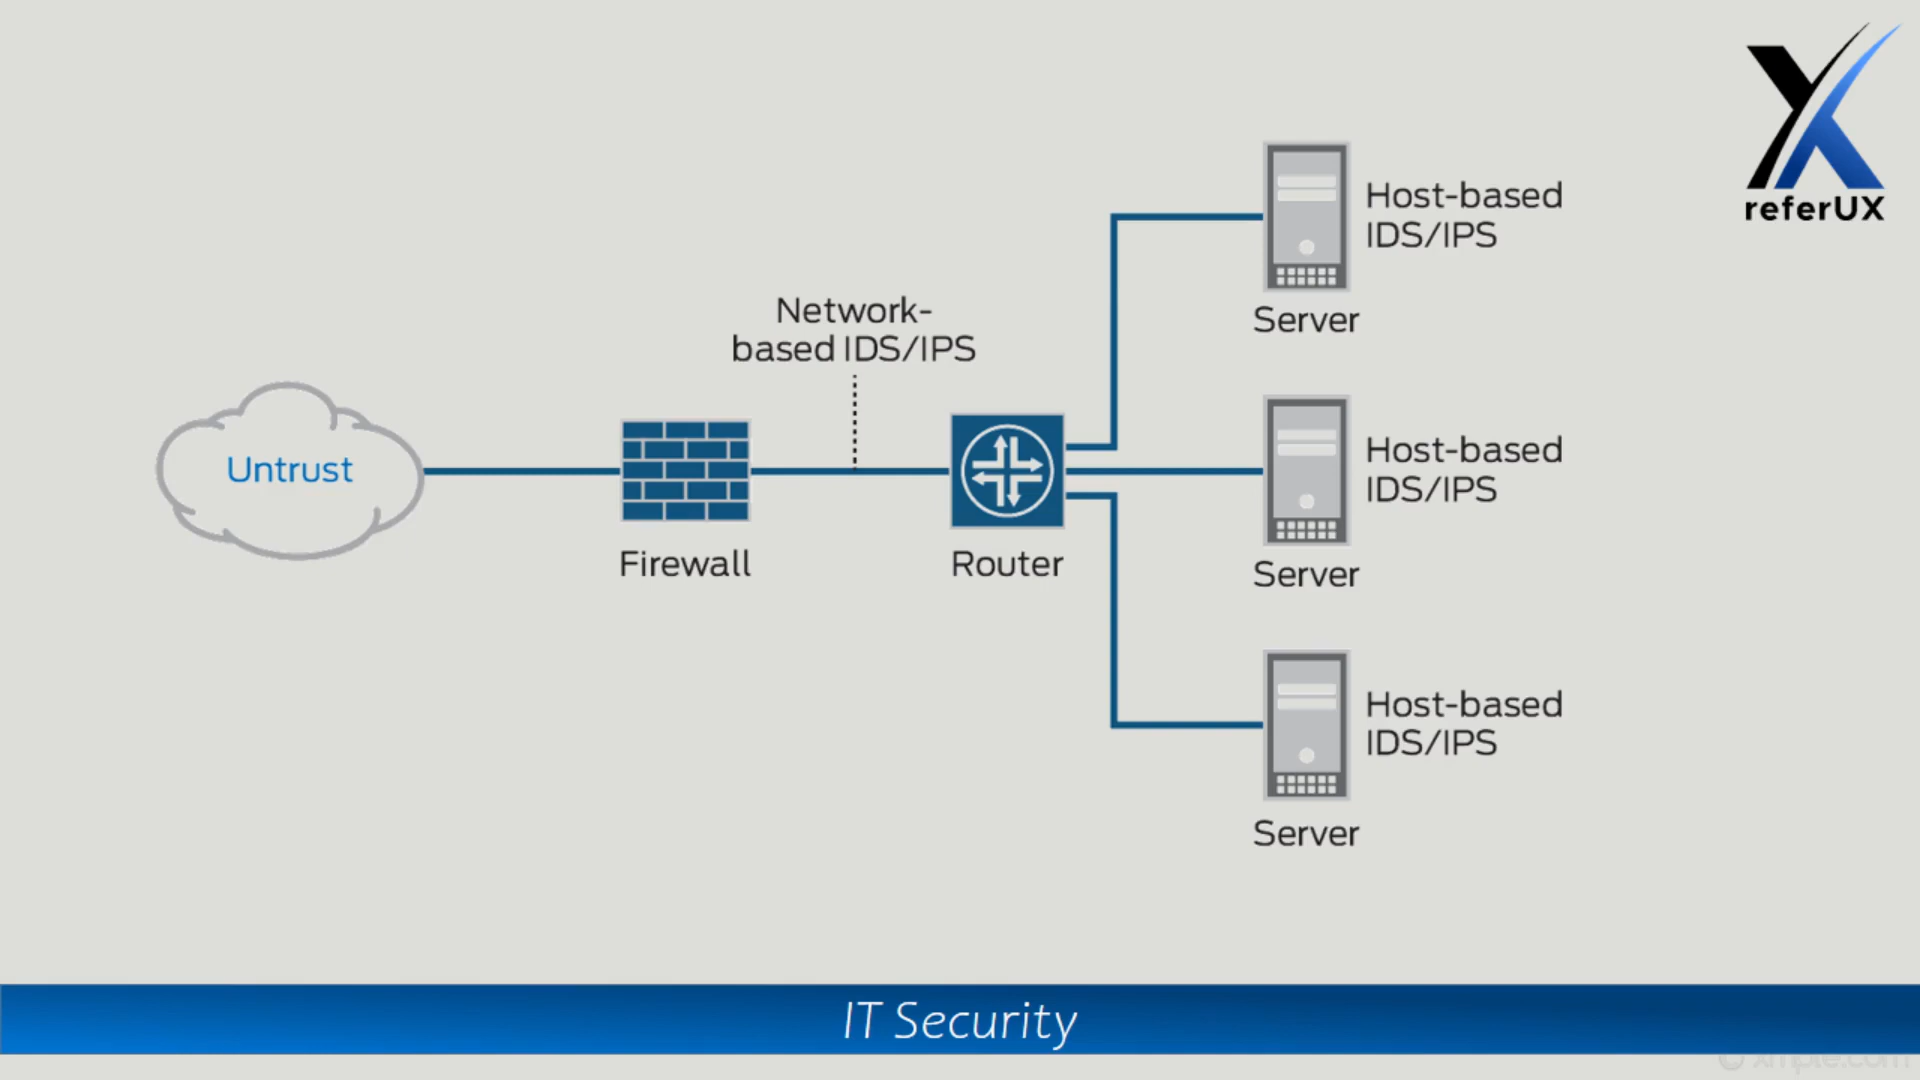 referUX
Host-based
IDS/IPS
Server
Network-
based IDS/IPS
Untrust
Firewall
Router
Host-based
IDS/IPS
Server
Host-based
IDS/IPS
Server
IT Security